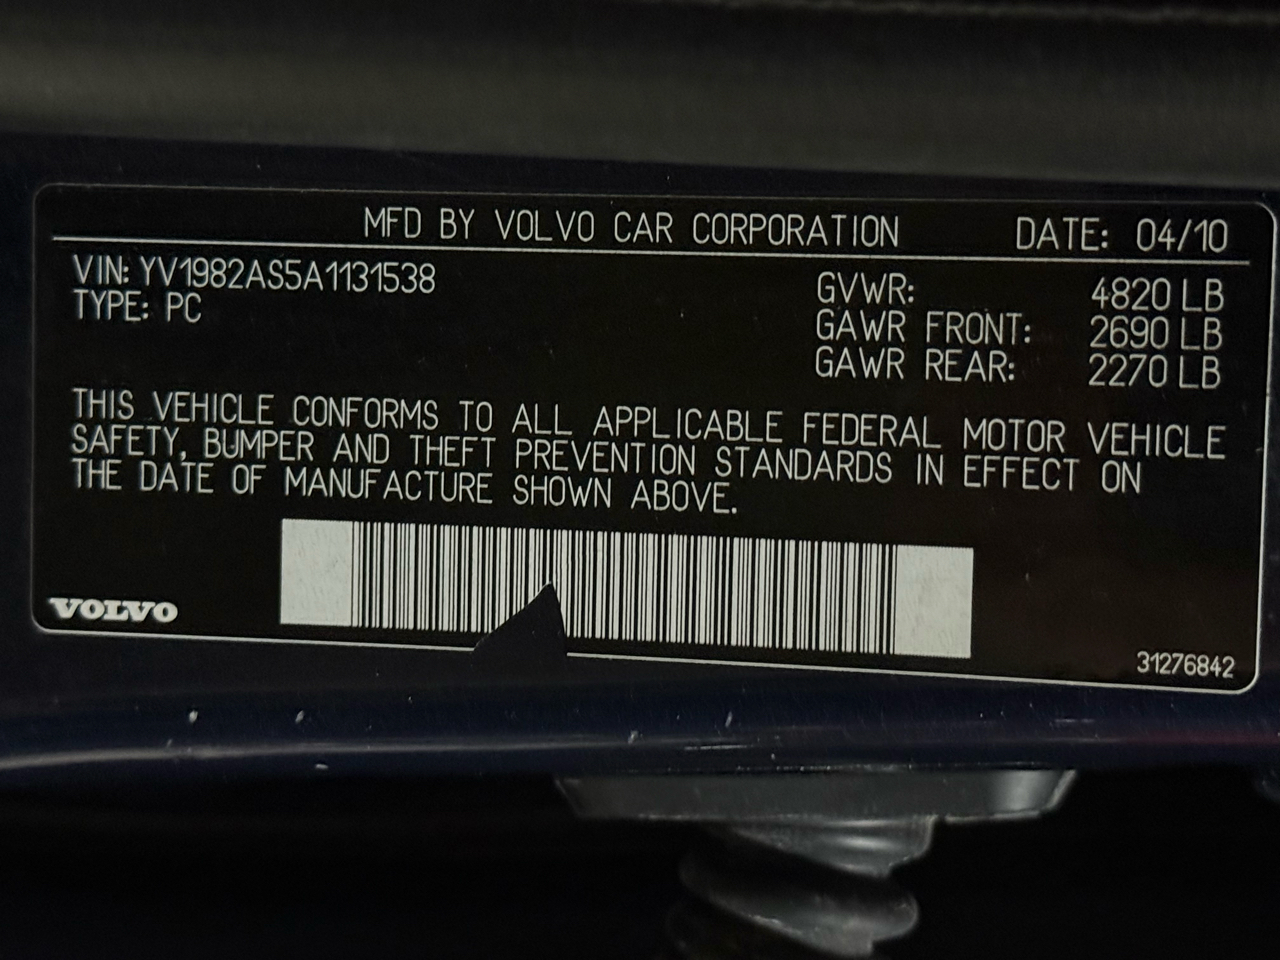 MFD BY VOLVO CAR CORPORATION DATE: 04/10
VIN: YV1982AS5A1131538
TYPE: PC
GVWR: 4820 LB
GAWR FRONT: 2690 LB
GAWR REAR: 2270 LB
THIS VEHICLE CONFORMS TO ALL APPLICABLE FEDERAL MOTOR VEHICLE
SAFETY, BUMPER AND THEFT PREVENTION STANDARDS IN EFFECT ON
THE DATE OF MANUFACTURE SHOWN ABOVE.
VOLVO
31276842